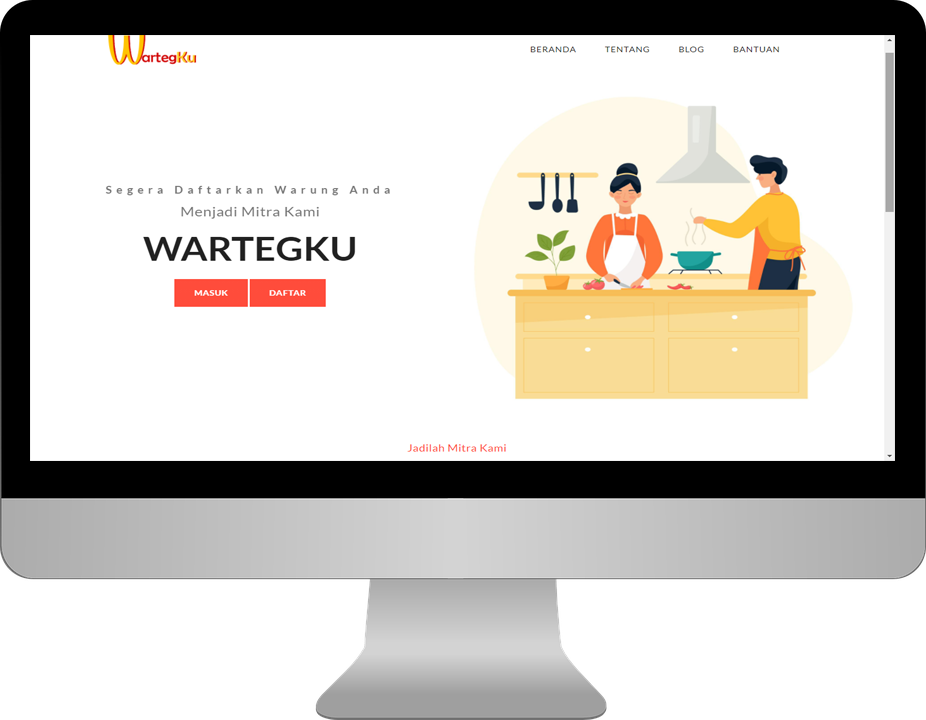 WartegKu
BERANDA TENTANG BLOG BANTUAN
Segera Daftarkan Warung Anda
Menjadi Mitra Kami
WARTEGKU
MASUK DAFTAR
Jadilah Mitra Kami